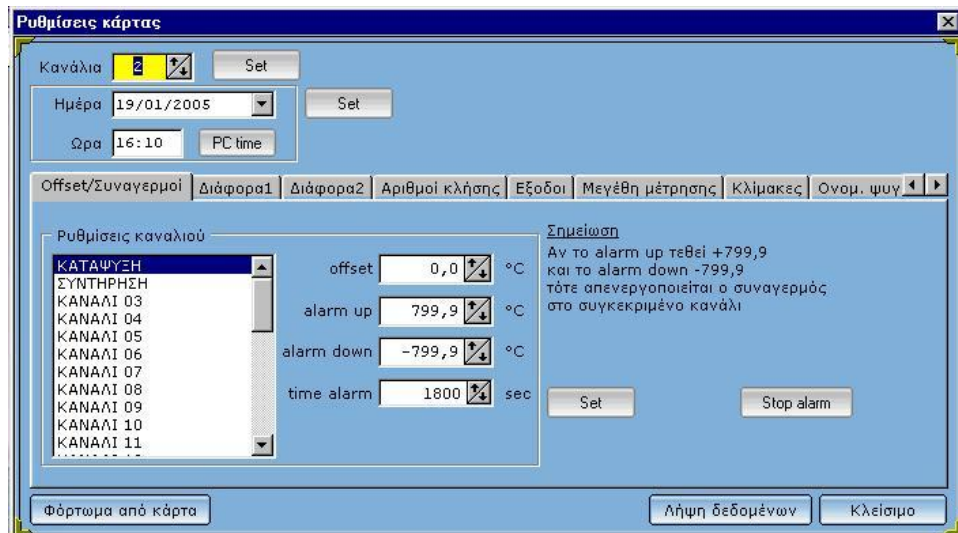 Ρυθμίσεις κάρτας
Κανάλια 2 Set
Ημέρα 19/01/2005 Set
Ωρα 16:10 PC time
Offset/Συναγερμοί Διάφορα1 Διάφορα2 Αριθμοί κλήσης Εξοδοι Μεγέθη μέτρησης Κλίμακες Ονομ. ψυγ
Ρυθμίσεις καναλιού
ΚΑΤΑΨΥΞΗ
ΣΥΝΤΗΡΗΣΗ
ΚΑΝΑΛΙ 03
ΚΑΝΑΛΙ 04
ΚΑΝΑΛΙ 05
ΚΑΝΑΛΙ 06
ΚΑΝΑΛΙ 07
ΚΑΝΑΛΙ 08
ΚΑΝΑΛΙ 09
ΚΑΝΑΛΙ 10
ΚΑΝΑΛΙ 11
offset 0,0 °C
alarm up 799,9 °C
alarm down -799,9 °C
time alarm 1800 sec
Σημείωση
Αν το alarm up τεθεί +799,9
και το alarm down -799,9
τότε απενεργοποιείται ο συναγερμός
στο συγκεκριμένο κανάλι
Set Stop alarm
Φόρτωμα από κάρτα Λήψη δεδομένων Κλείσιμο